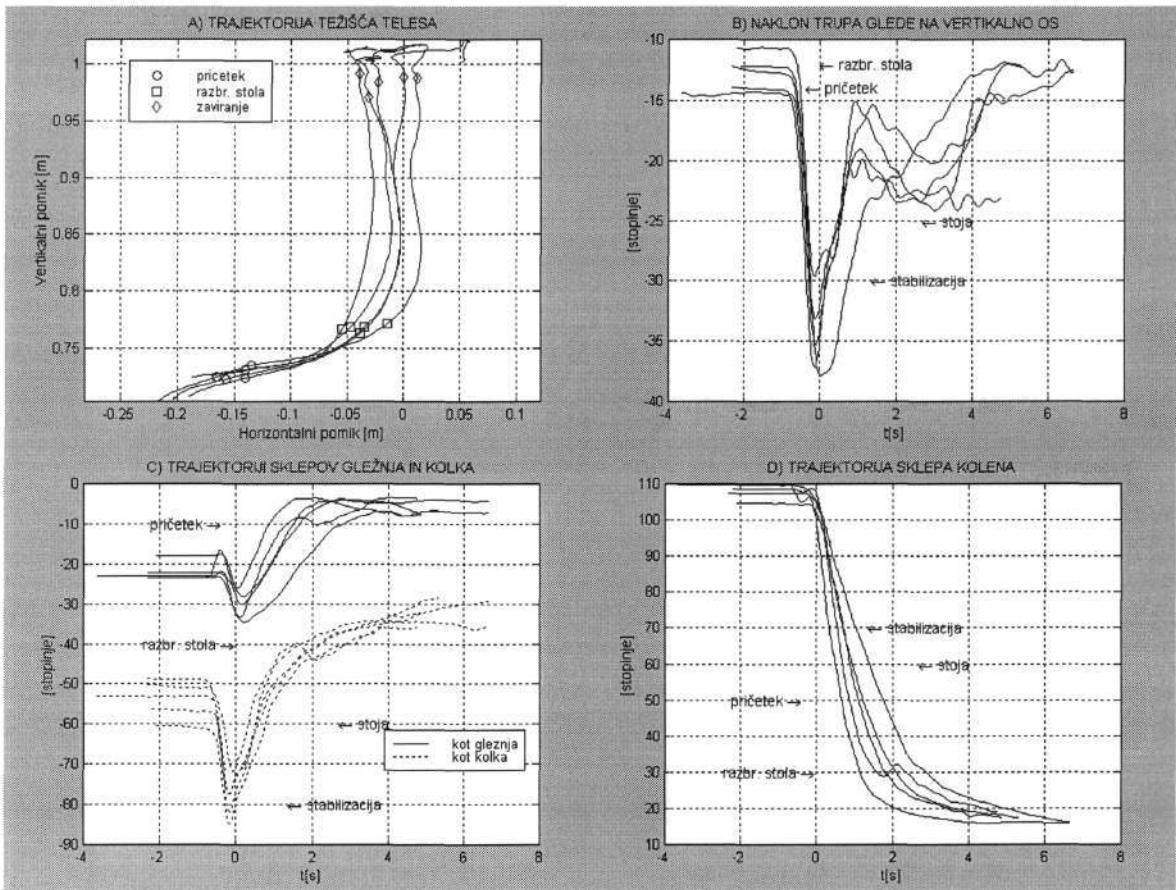 A) TRAJEKTORIJA TEŽIŠČA TELESA
1
0.95
0.9
0.85
0.8
0.75
Vertikalni pomik [m]
pricetek
razbr. stola
zaviranje
-0.25 -0.2 -0.15 -0.1 -0.05 0 0.05 0.1
Horizontalni pomik [m]
B) NAKLON TRUPA GLEDE NA VERTIKALNO OS
-10
-15
-20
-25
-30
-35
-40
[stopinje]
← razbr. stola
← pričetek
← stoja
← stabilizacija
-4 -2 0 2 4 6 8
t[s]
C) TRAJEKTORIJI SKLEPOV GLEŽNJA IN KOLKA
0
-10
-20
-30
-40
-50
-60
-70
-80
-90
[stopinje]
pričetek →
razbr. stola →
← stoja
kot gleznja
kot kolka
← stabilizacija
-4 -2 0 2 4 6 8
t[s]
D) TRAJEKTORIJA SKLEPA KOLENA
110
100
90
80
70
60
50
40
30
20
10
[stopinje]
← stabilizacija
← stoja
pričetek →
razbr. stola →
-4 -2 0 2 4 6 8
t[s]